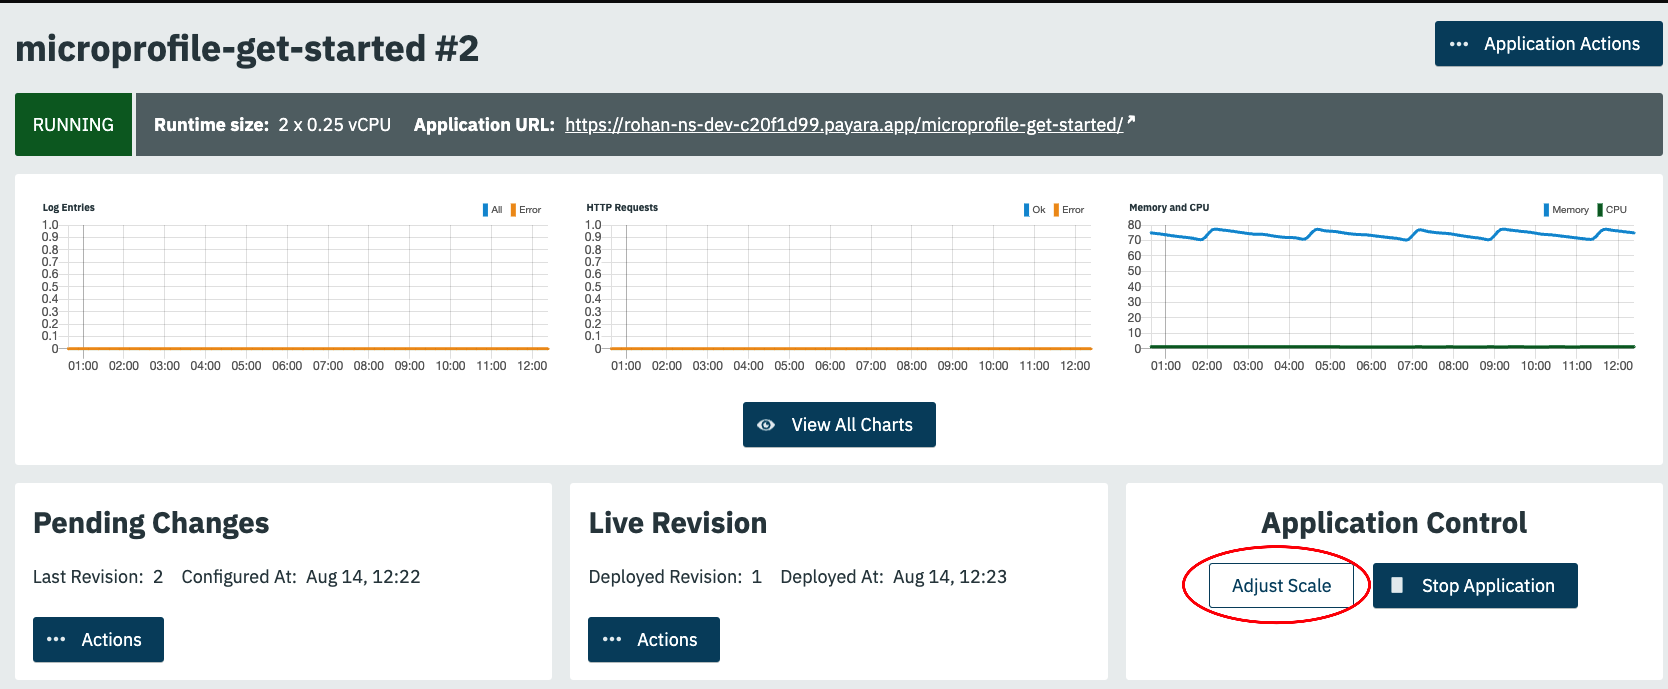 microprofile-get-started #2
••• Application Actions
RUNNING Runtime size: 2 x 0.25 vCPU Application URL: https://rohan-ns-dev-c20f1d99.payara.app/microprofile-get-started/
Log Entries All Error
1.0
0.9
0.8
0.7
0.6
0.5
0.4
0.3
0.2
0.1
0
01:00 02:00 03:00 04:00 05:00 06:00 07:00 08:00 09:00 10:00 11:00 12:00
HTTP Requests Ok Error
1.0
0.9
0.8
0.7
0.6
0.5
0.4
0.3
0.2
0.1
0
01:00 02:00 03:00 04:00 05:00 06:00 07:00 08:00 09:00 10:00 11:00 12:00
Memory and CPU Memory CPU
80
70
60
50
40
30
20
10
0
01:00 02:00 03:00 04:00 05:00 06:00 07:00 08:00 09:00 10:00 11:00 12:00
View All Charts
Pending Changes
Last Revision: 2 Configured At: Aug 14, 12:22
••• Actions
Live Revision
Deployed Revision: 1 Deployed At: Aug 14, 12:23
••• Actions
Application Control
Adjust Scale Stop Application